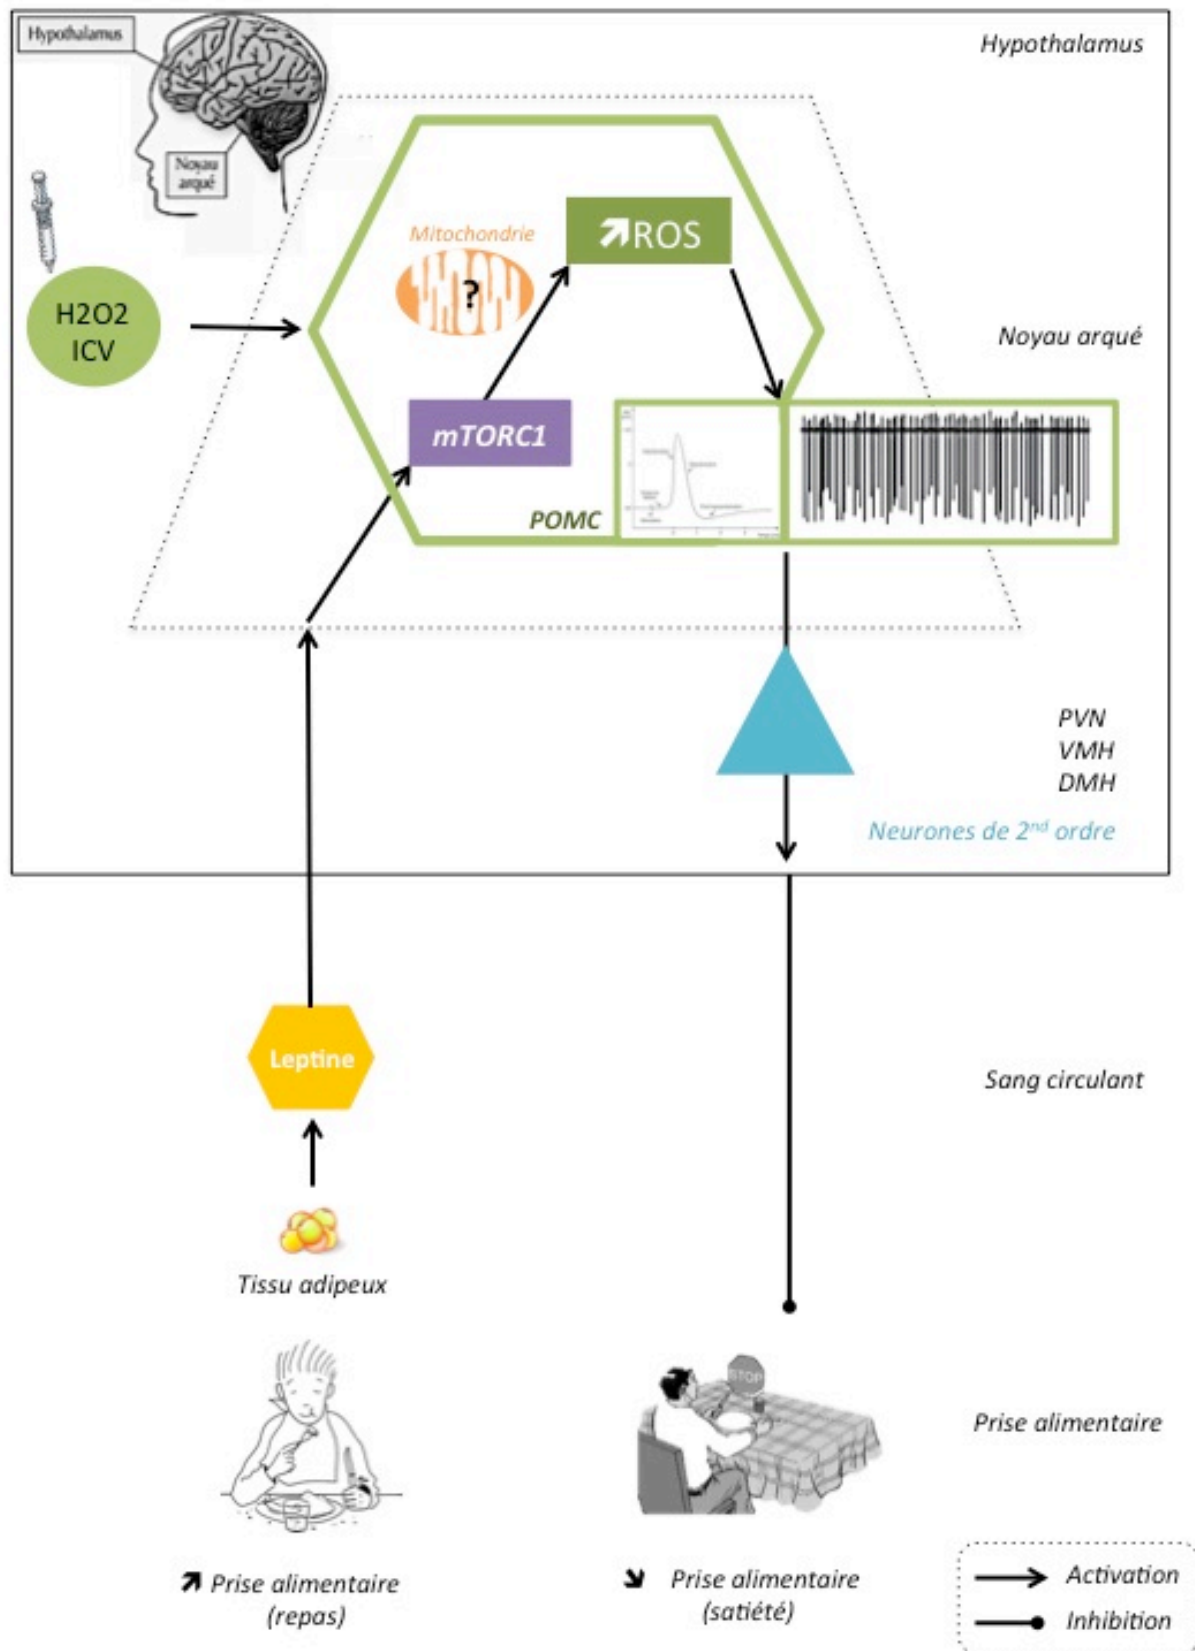 Hypothalamus
Hypothalamus
Noyau
arqué
Mitochondrie
↗ROS
?
H2O2
ICV
Noyau arqué
mTORC1
POMC
PVN
VMH
DMH
Neurones de 2nd ordre
Leptine
Sang circulant
Tissu adipeux
STOP
Prise alimentaire
↗ Prise alimentaire
(repas)
↘ Prise alimentaire
(satiété)
Activation
Inhibition